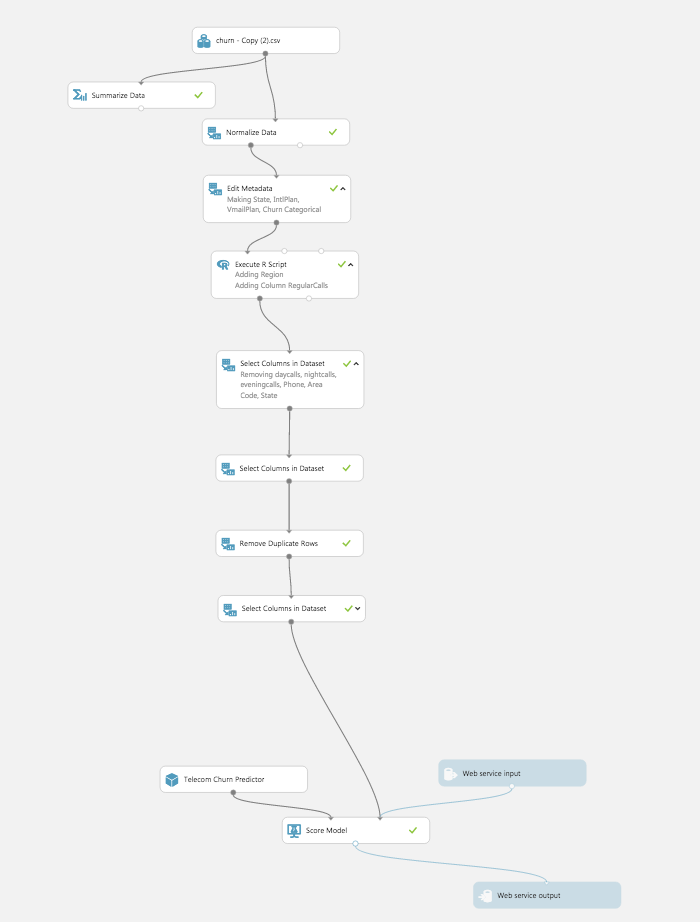 churn - Copy (2).csv
Summarize Data
Normalize Data
Edit Metadata
Making State, IntlPlan,
VmailPlan, Churn Categorical
Execute R Script
Adding Region
Adding Column RegularCalls
Select Columns in Dataset
Removing daycalls, nightcalls,
eveningcalls, Phone, Area
Code, State
Select Columns in Dataset
Remove Duplicate Rows
Select Columns in Dataset
Telecom Churn Predictor
Web service input
Score Model
Web service output